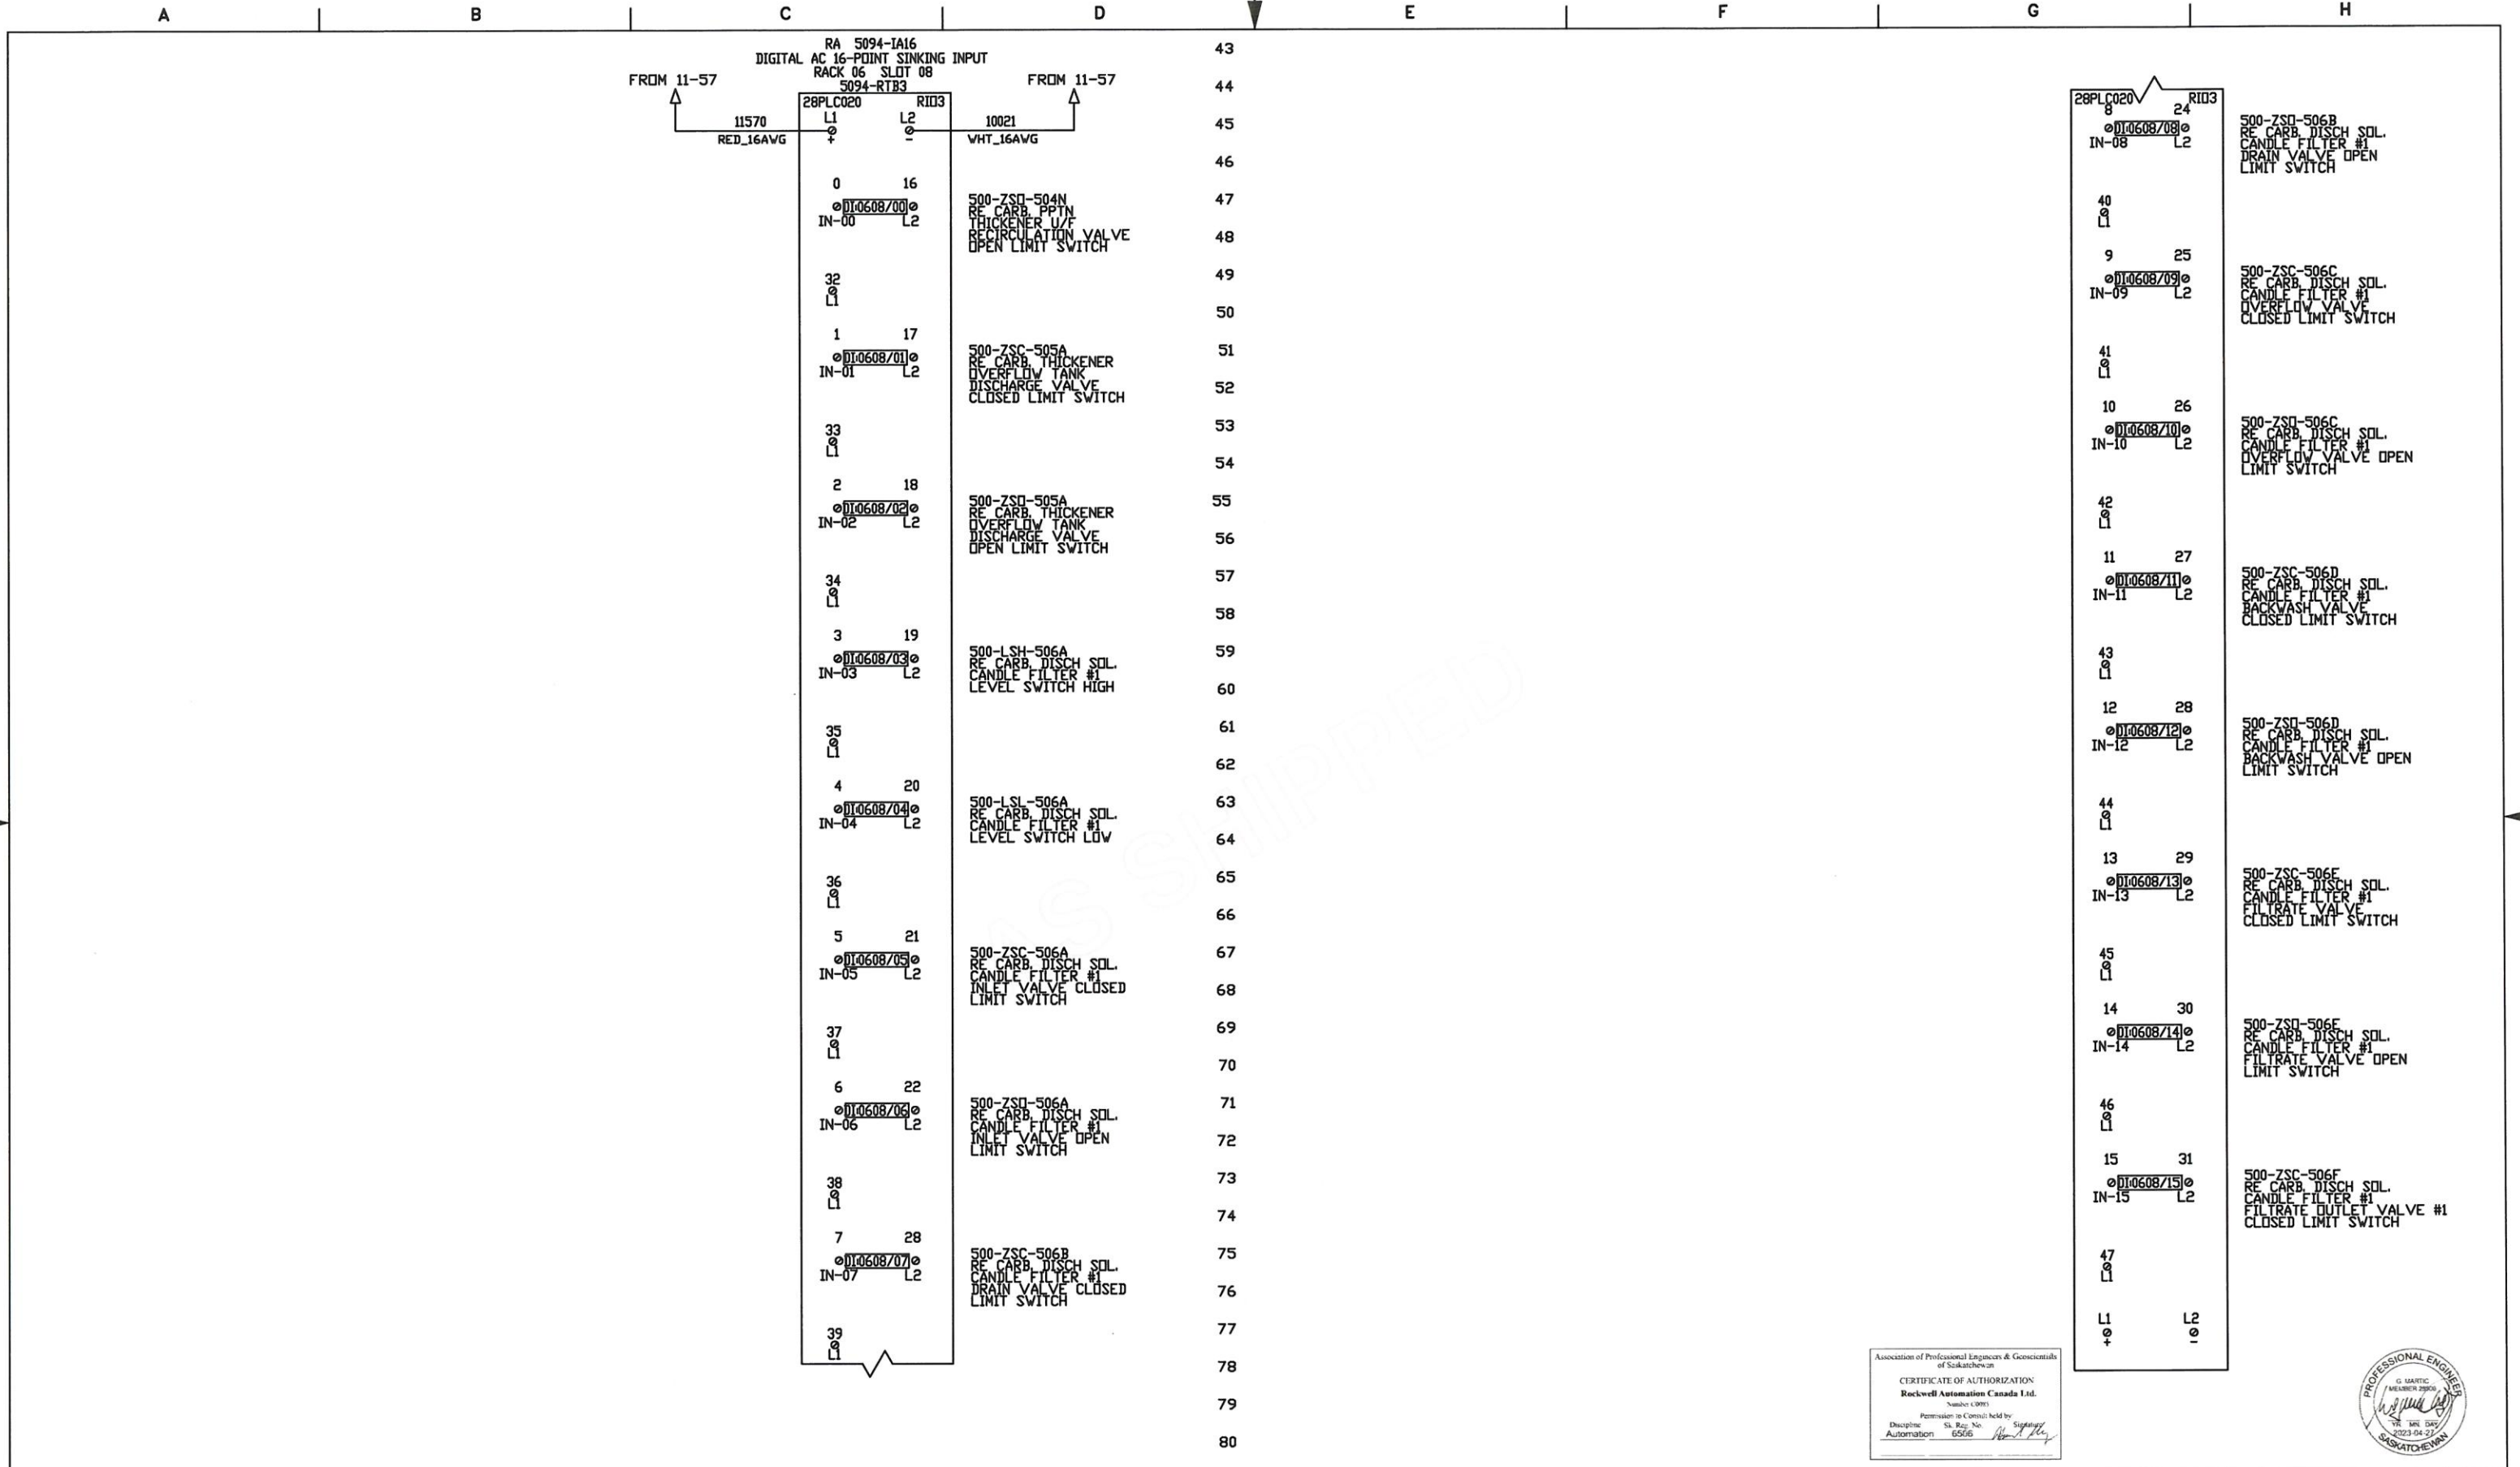 A B C D E F G H
RA 5094-IA16
DIGITAL AC 16-POINT SINKING INPUT
RACK 06 SLOT 08
5094-RTB3
FROM 11-57
FROM 11-57
28PLC020 RIO3
L1 L2
11570
RED_16AWG
10021
WHT_16AWG
+ -
0 16
DI:0608/00
IN-00 L2
500-ZSO-504N
RE CARB. PPTN
THICKENER U/F
RECIRCULATION VALVE
OPEN LIMIT SWITCH
32
L1
1 17
DI:0608/01
IN-01 L2
500-ZSC-505A
RE CARB. THICKENER
OVERFLOW TANK
DISCHARGE VALVE
CLOSED LIMIT SWITCH
33
L1
2 18
DI:0608/02
IN-02 L2
500-ZSO-505A
RE CARB. THICKENER
OVERFLOW TANK
DISCHARGE VALVE
OPEN LIMIT SWITCH
34
L1
3 19
DI:0608/03
IN-03 L2
500-LSH-506A
RE CARB. DISCH SOL.
CANDLE FILTER #1
LEVEL SWITCH HIGH
35
L1
4 20
DI:0608/04
IN-04 L2
500-LSL-506A
RE CARB. DISCH SOL.
CANDLE FILTER #1
LEVEL SWITCH LOW
36
L1
5 21
DI:0608/05
IN-05 L2
500-ZSC-506A
RE CARB. DISCH SOL.
CANDLE FILTER #1
INLET VALVE CLOSED
LIMIT SWITCH
37
L1
6 22
DI:0608/06
IN-06 L2
500-ZSO-506A
RE CARB. DISCH SOL.
CANDLE FILTER #1
INLET VALVE OPEN
LIMIT SWITCH
38
L1
7 28
DI:0608/07
IN-07 L2
500-ZSC-506B
RE CARB. DISCH SOL.
CANDLE FILTER #1
DRAIN VALVE CLOSED
LIMIT SWITCH
39
L1
43
44
45
46
47
48
49
50
51
52
53
54
55
56
57
58
59
60
61
62
63
64
65
66
67
68
69
70
71
72
73
74
75
76
77
78
79
80
AS SHIPPED
28PLC020 RIO3
8 24
DI:0608/08
IN-08 L2
500-ZSO-506B
RE CARB. DISCH SOL.
CANDLE FILTER #1
DRAIN VALVE OPEN
LIMIT SWITCH
40
L1
9 25
DI:0608/09
IN-09 L2
500-ZSC-506C
RE CARB. DISCH SOL.
CANDLE FILTER #1
OVERFLOW VALVE
CLOSED LIMIT SWITCH
41
L1
10 26
DI:0608/10
IN-10 L2
500-ZSO-506C
RE CARB. DISCH SOL.
CANDLE FILTER #1
OVERFLOW VALVE OPEN
LIMIT SWITCH
42
L1
11 27
DI:0608/11
IN-11 L2
500-ZSC-506D
RE CARB. DISCH SOL.
CANDLE FILTER #1
BACKWASH VALVE
CLOSED LIMIT SWITCH
43
L1
12 28
DI:0608/12
IN-12 L2
500-ZSO-506D
RE CARB. DISCH SOL.
CANDLE FILTER #1
BACKWASH VALVE OPEN
LIMIT SWITCH
44
L1
13 29
DI:0608/13
IN-13 L2
500-ZSC-506E
RE CARB. DISCH SOL.
CANDLE FILTER #1
FILTRATE VALVE
CLOSED LIMIT SWITCH
45
L1
14 30
DI:0608/14
IN-14 L2
500-ZSO-506E
RE CARB. DISCH SOL.
CANDLE FILTER #1
FILTRATE VALVE OPEN
LIMIT SWITCH
46
L1
15 31
DI:0608/15
IN-15 L2
500-ZSC-506F
RE CARB. DISCH SOL.
CANDLE FILTER #1
FILTRATE OUTLET VALVE #1
CLOSED LIMIT SWITCH
47
L1
L1 L2
+ -
Association of Professional Engineers & Geoscientists
of Saskatchewan
CERTIFICATE OF AUTHORIZATION
Rockwell Automation Canada Ltd.
Number
Permission to Consult held by:
Discipline Sk. Reg. No. Signature
Automation 6506
PROFESSIONAL ENGINEER
G. MARTIC
MEMBER
YR. MN. DAY
2023-04-27
SASKATCHEWAN